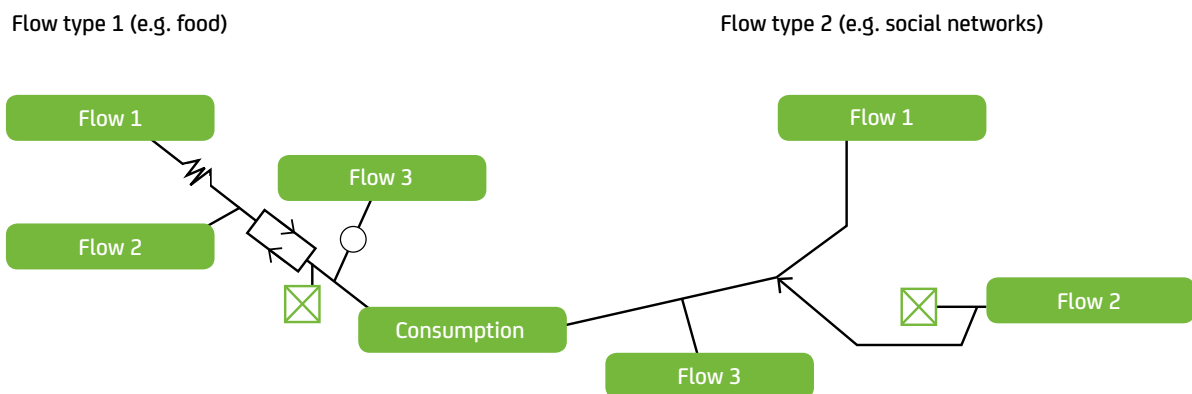 Flow type 1 (e.g. food)
Flow type 2 (e.g. social networks)
Flow 1
Flow 1
Flow 3
Flow 2
Flow 2
Consumption
Flow 3